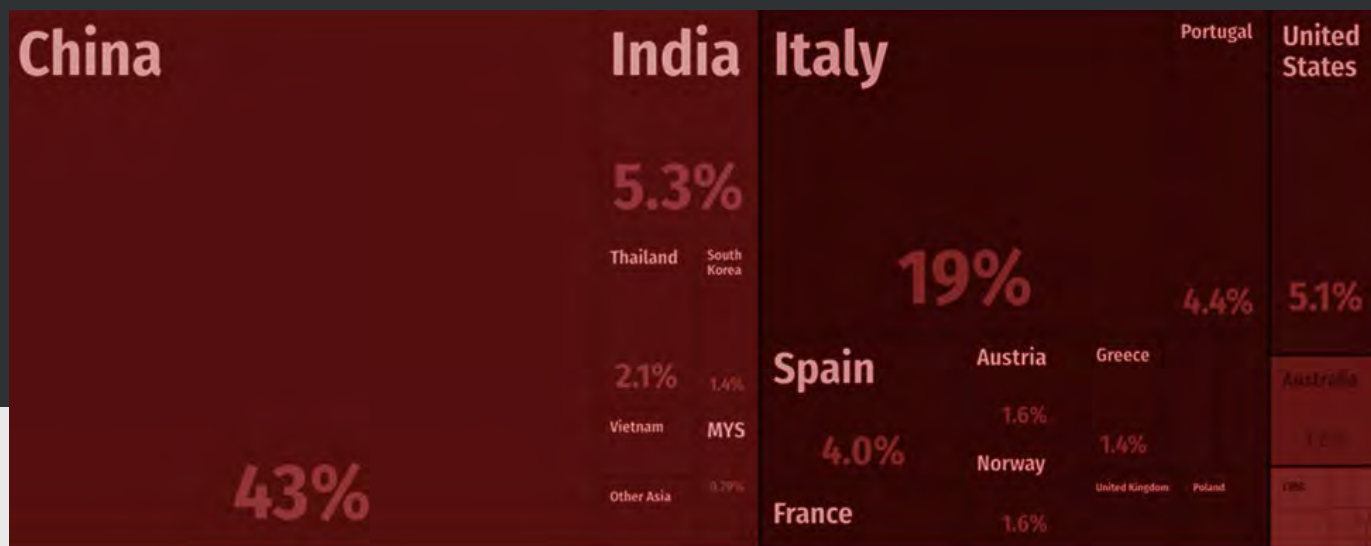 China
43%
India
5.3%
Thailand
2.1%
South
Korea
1.4%
Vietnam
MYS
0.79%
Other Asia
Italy
19%
Portugal
4.4%
Spain
4.0%
France
Austria
1.6%
Norway
1.6%
Greece
1.4%
United Kingdom
Poland
United
States
5.1%
Australia